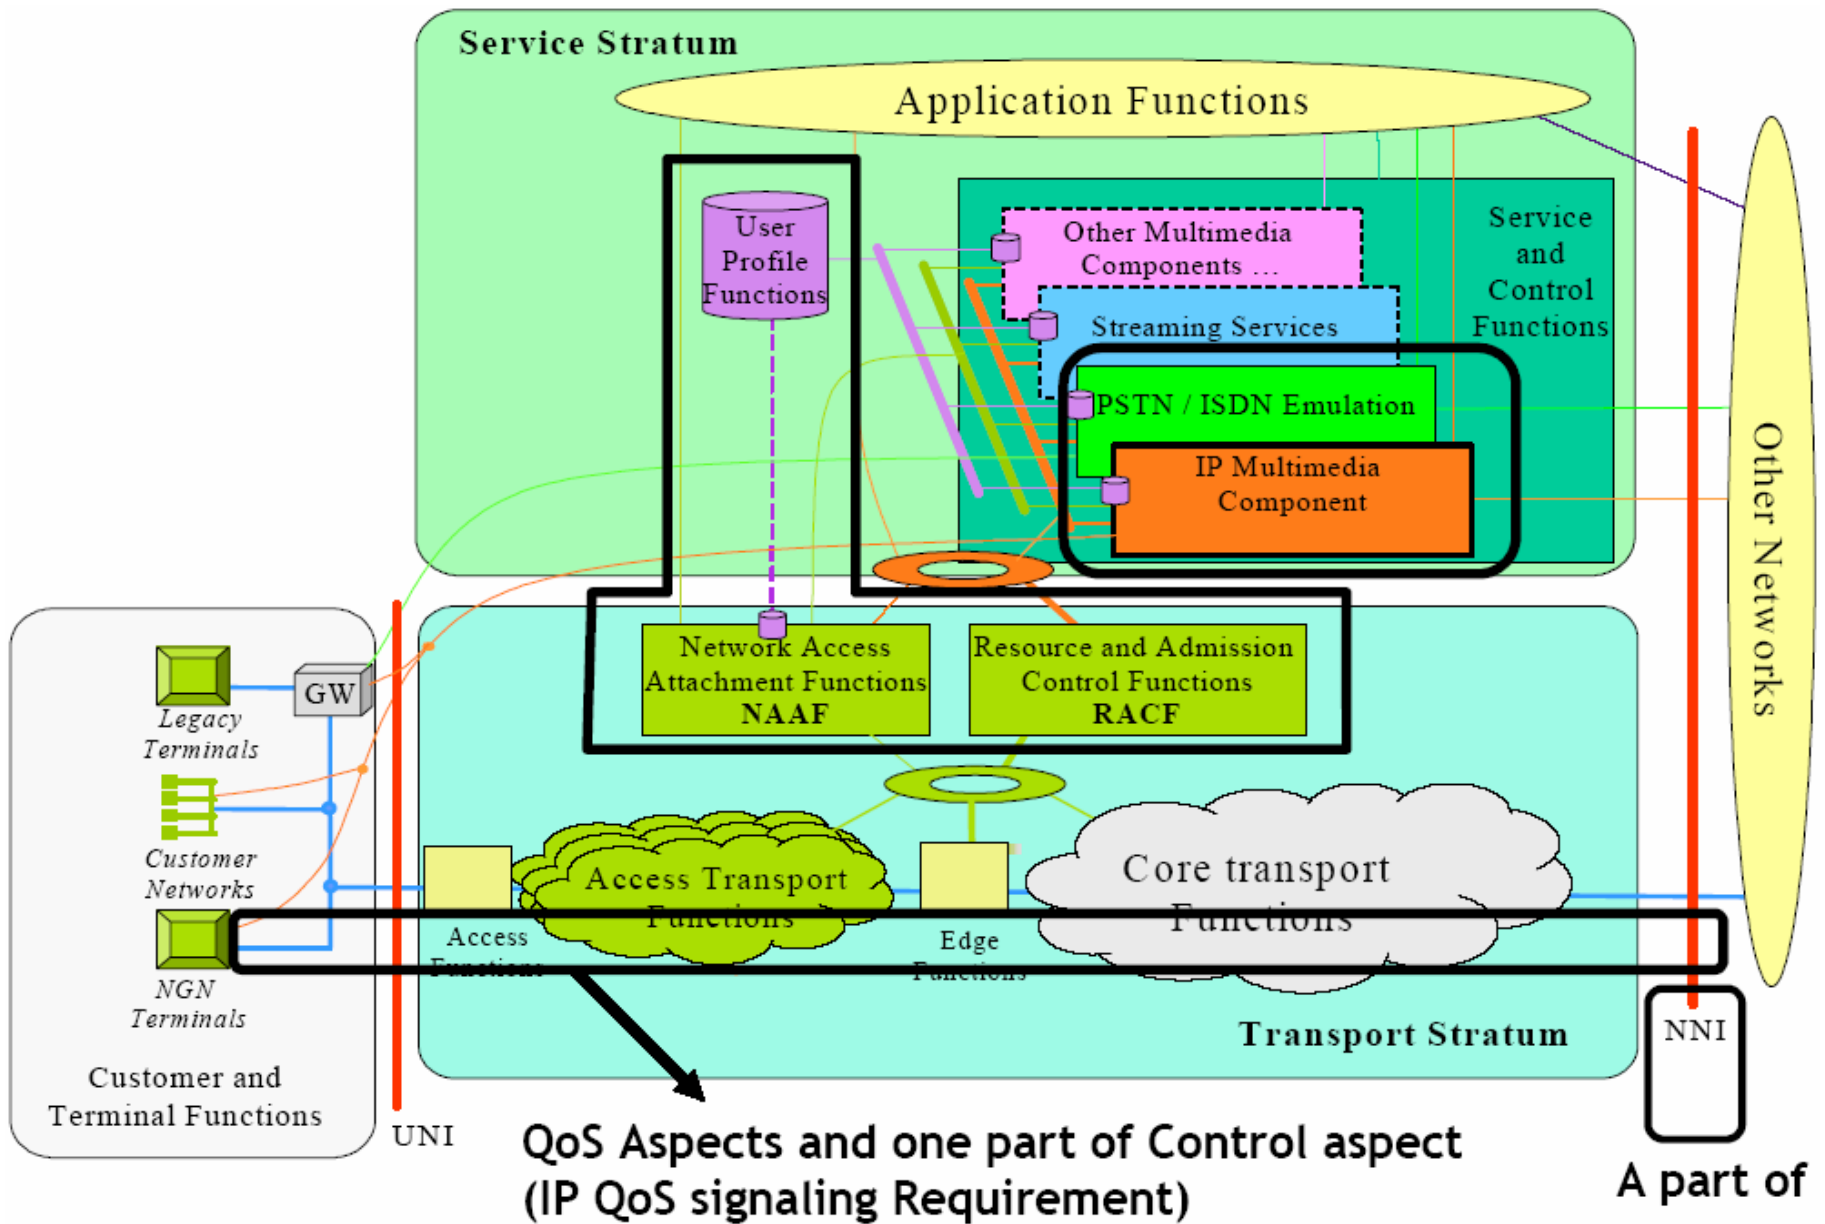 Service Stratum
Application Functions
User
Profile
Functions
Other Multimedia
Components ...
Service
and
Control
Functions
Streaming Services
PSTN / ISDN Emulation
IP Multimedia
Component
Other Networks
Network Access
Attachment Functions
NAAF
Resource and Admission
Control Functions
RACF
GW
Legacy
Terminals
Customer
Networks
NGN
Terminals
Customer and
Terminal Functions
UNI
Access
Functions
Access Transport
Functions
Edge
Functions
Core transport
Functions
Transport Stratum
NNI
QoS Aspects and one part of Control aspect
(IP QoS signaling Requirement)
A part of